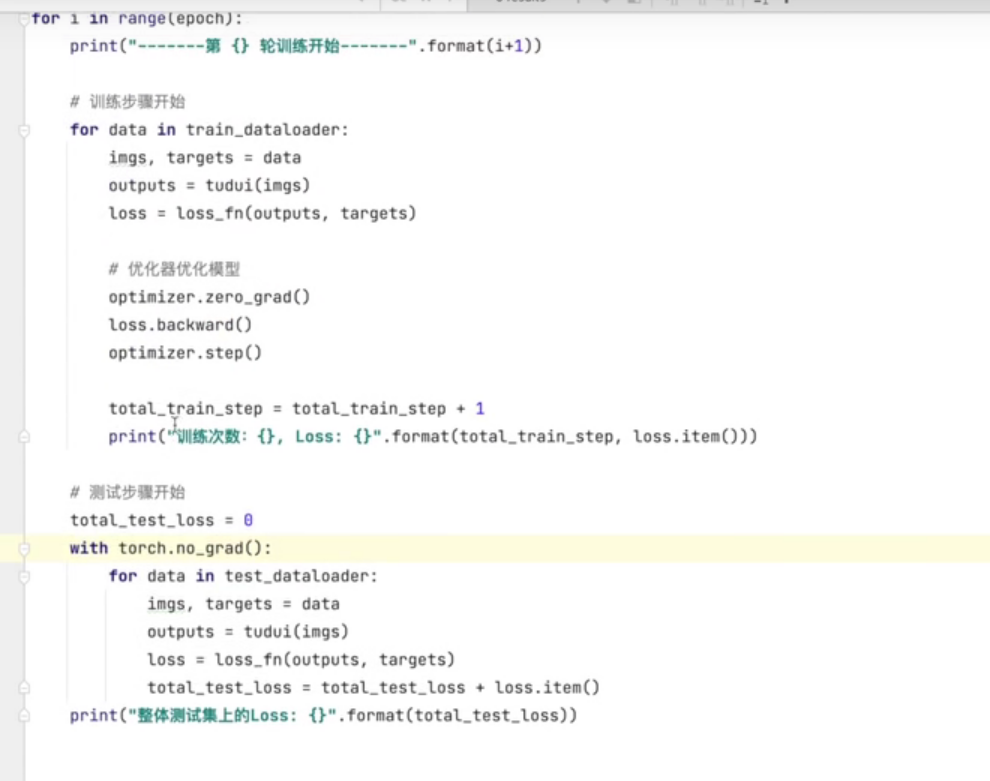 for i in range(epoch):
print("-------第 {} 轮训练开始-------".format(i+1))
# 训练步骤开始
for data in train_dataloader:
imgs, targets = data
outputs = tudui(imgs)
loss = loss_fn(outputs, targets)
# 优化器优化模型
optimizer.zero_grad()
loss.backward()
optimizer.step()
total_train_step = total_train_step + 1
print("训练次数: {}, Loss: {}".format(total_train_step, loss.item()))
# 测试步骤开始
total_test_loss = 0
with torch.no_grad():
for data in test_dataloader:
imgs, targets = data
outputs = tudui(imgs)
loss = loss_fn(outputs, targets)
total_test_loss = total_test_loss + loss.item()
print("整体测试集上的Loss: {}".format(total_test_loss))